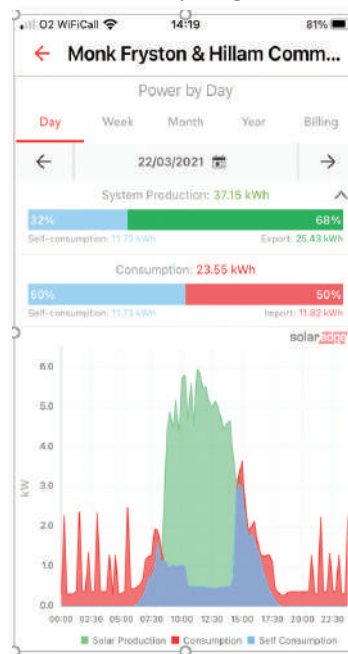 O2 WiFiCall 14:19 81%
Monk Fryston & Hillam Comm...
Power by Day
Day Week Month Year Billing
22/03/2021
System Production: 37.15 kWh
32% 68%
Self-consumption: 11.73 kWh Export: 25.43 kWh
Consumption: 23.55 kWh
50% 50%
Self-consumption: 11.73 kWh Import: 11.82 kWh
solaredge
6.0
5.0
4.0
3.0
kW
2.0
1.0
0.0
00:00 02:30 05:00 07:30 10:00 12:30 15:00 17:30 20:00 22:30
Solar Production Consumption Self Consumption